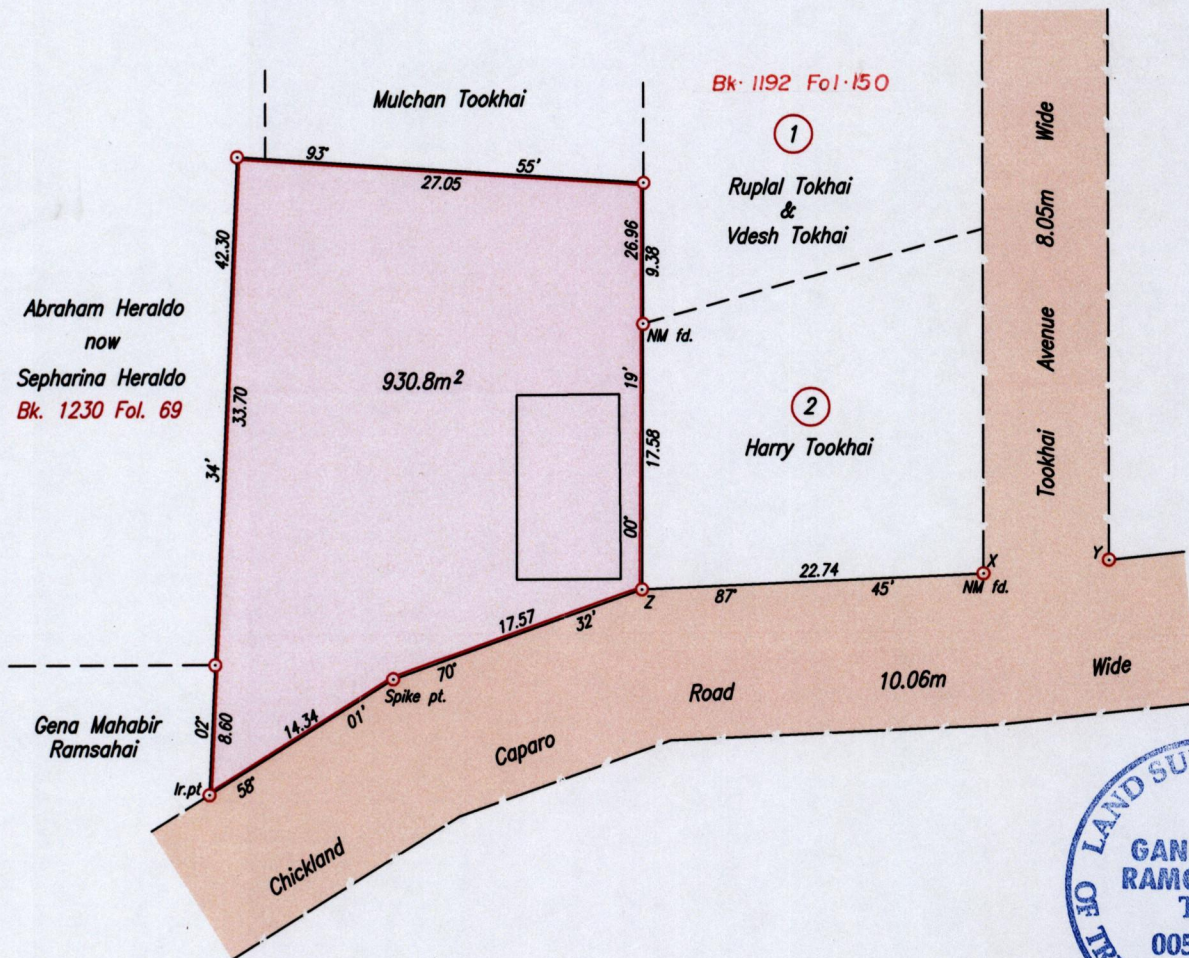 Bk. 1192 Fol. 150
1
Mulchan Tookhai
Ruplal Tokhai
&
Vdesh Tokhai
93°
55'
27.05
42.30
26.96
9.38
NM fd.
Abraham Heraldo
now
Sepharina Heraldo
Bk. 1230 Fol. 69
33.70
34'
930.8m²
19'
17.58
00°
2
Harry Tookhai
Tookhai Avenue 8.05m Wide
22.74
87° 45'
X
NM fd.
Y
Z
17.57
32'
70°
Spike pt.
14.34
01'
58°
Ir.pt
02'
8.60
Gena Mahabir
Ramsahai
Chickland Caparo Road 10.06m Wide
LAND
OF
005